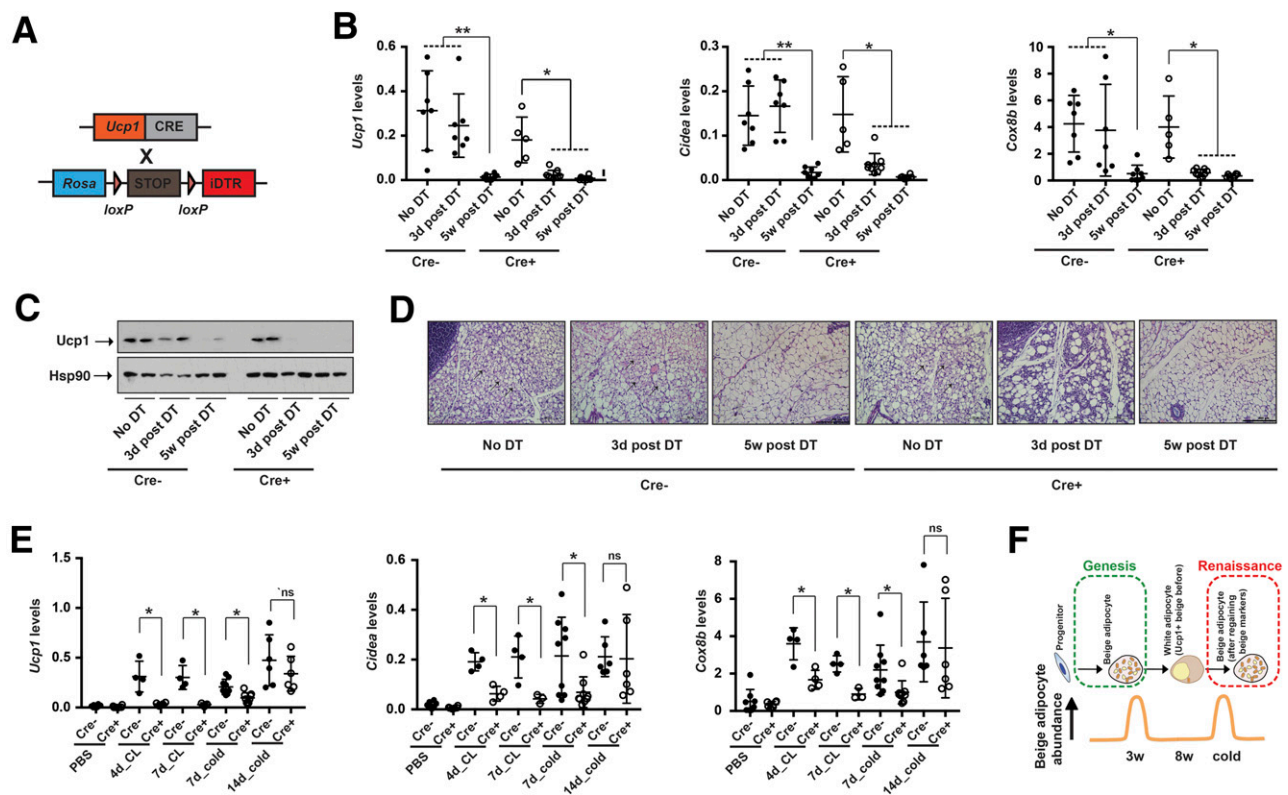 A
Ucp1 CRE
X
Rosa STOP iDTR
loxP loxP
B
Ucp1 levels
0.6
0.4
0.2
0.0
** *
No DT 3d post DT 5w post DT No DT 3d post DT 5w post DT
Cre- Cre+
Cidea levels
0.3
0.2
0.1
0.0
** *
No DT 3d post DT 5w post DT No DT 3d post DT 5w post DT
Cre- Cre+
Cox8b levels
10
8
6
4
2
0
* *
No DT 3d post DT 5w post DT No DT 3d post DT 5w post DT
Cre- Cre+
C
Ucp1
Hsp90
No DT 3d post DT 5w post DT No DT 3d post DT 5w post DT
Cre- Cre+
D
No DT 3d post DT 5w post DT No DT 3d post DT 5w post DT
Cre- Cre+
E
Ucp1 levels
1.5
1.0
0.5
0.0
* * * ns
Cre- Cre+ Cre- Cre+ Cre- Cre+ Cre- Cre+ Cre- Cre+
PBS 4d_CL 7d_CL 7d_cold 14d_cold
Cidea levels
0.6
0.4
0.2
0.0
* * * ns
Cre- Cre+ Cre- Cre+ Cre- Cre+ Cre- Cre+ Cre- Cre+
PBS 4d_CL 7d_CL 7d_cold 14d_cold
Cox8b levels
8
6
4
2
0
* * * ns
Cre- Cre+ Cre- Cre+ Cre- Cre+ Cre- Cre+ Cre- Cre+
PBS 4d_CL 7d_CL 7d_cold 14d_cold
F
Genesis Renaissance
Progenitor
Beige adipocyte
White adipocyte
(Ucp1+ beige before)
Beige adipocyte
(after regaining
beige markers)
Beige adipocyte
abundance
3w 8w cold